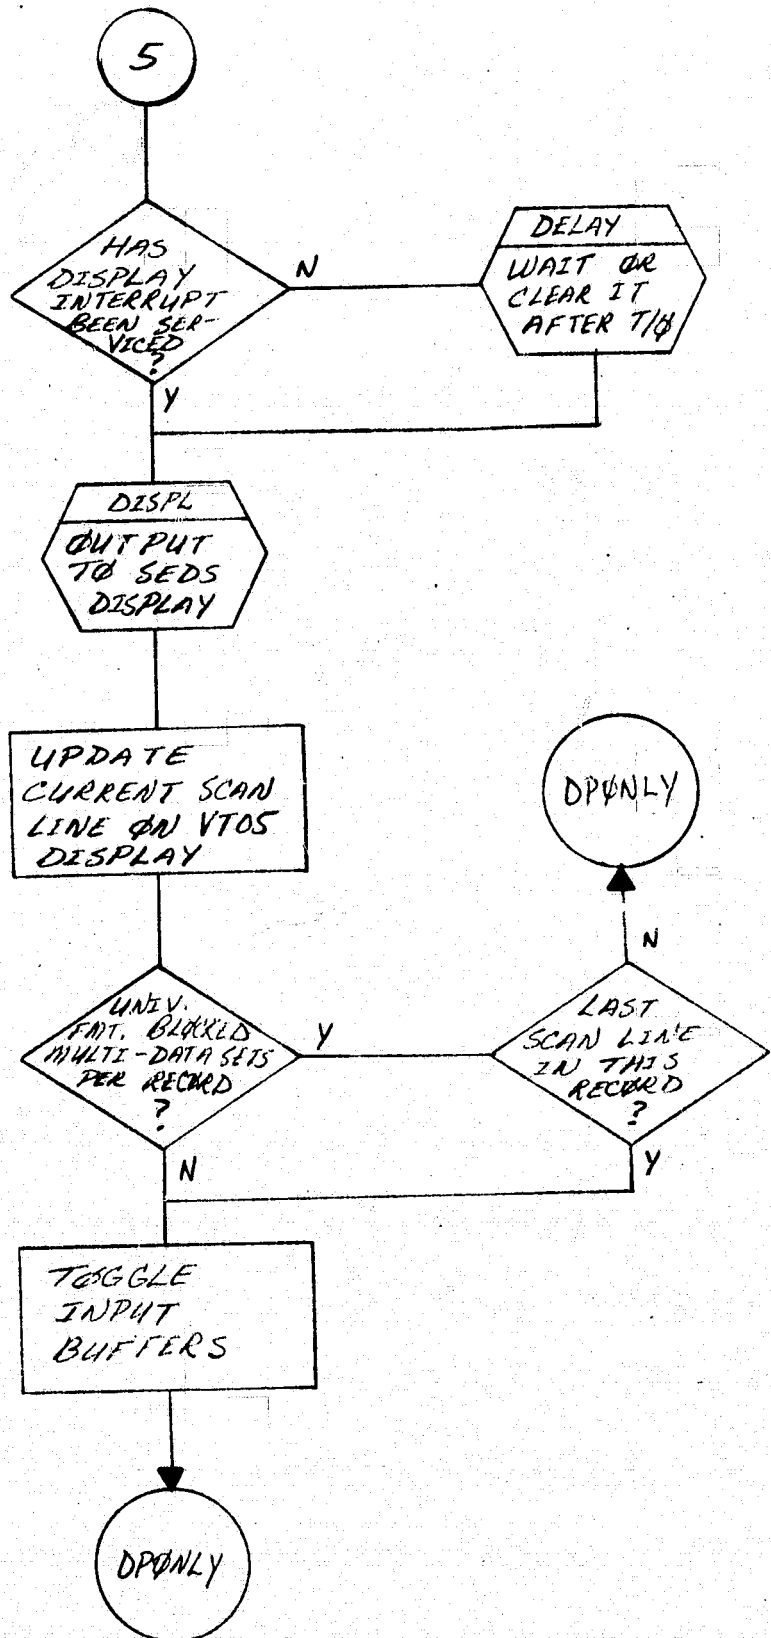 5
HAS
DISPLAY
INTERRUPT
BEEN SER-
VICED
?
N
DELAY
WAIT ØR
CLEAR IT
AFTER T/Ø
Y
DISPL
ØUTPUT
TØ SEDS
DISPLAY
UPDATE
CURRENT SCAN
LINE ØN VT05
DISPLAY
DPØNLY
N
UNIV.
FMT. BLØCKED
MULTI-DATA SETS
PER RECØRD
?
Y
LAST
SCAN LINE
IN THIS
RECØRD
?
N
Y
TØGGLE
INPUT
BUFFERS
DPØNLY